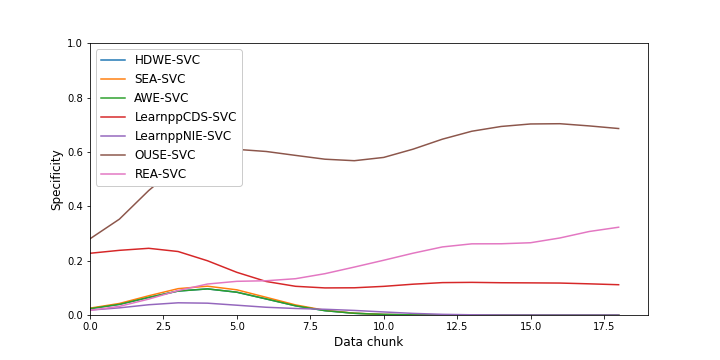 1.0
0.8
0.6
0.4
0.2
0.0
Specificity
HDWE-SVC
SEA-SVC
AWE-SVC
LearnppCDS-SVC
LearnppNIE-SVC
OUSE-SVC
REA-SVC
0.0 2.5 5.0 7.5 10.0 12.5 15.0 17.5
Data chunk